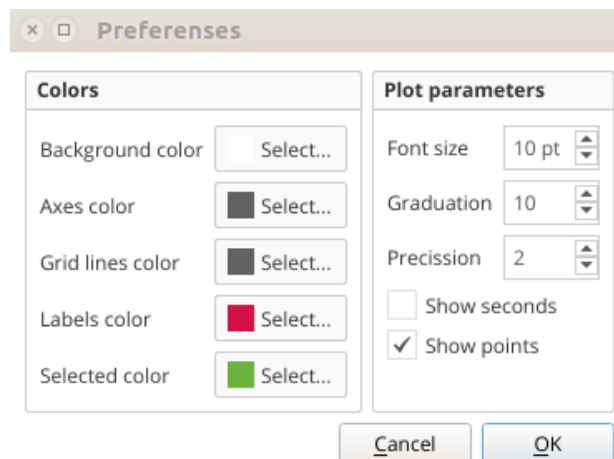 Preferenses
Colors
Background color Select...
Axes color Select...
Grid lines color Select...
Labels color Select...
Selected color Select...
Plot parameters
Font size 10 pt
Graduation 10
Precission 2
Show seconds
Show points
Cancel OK